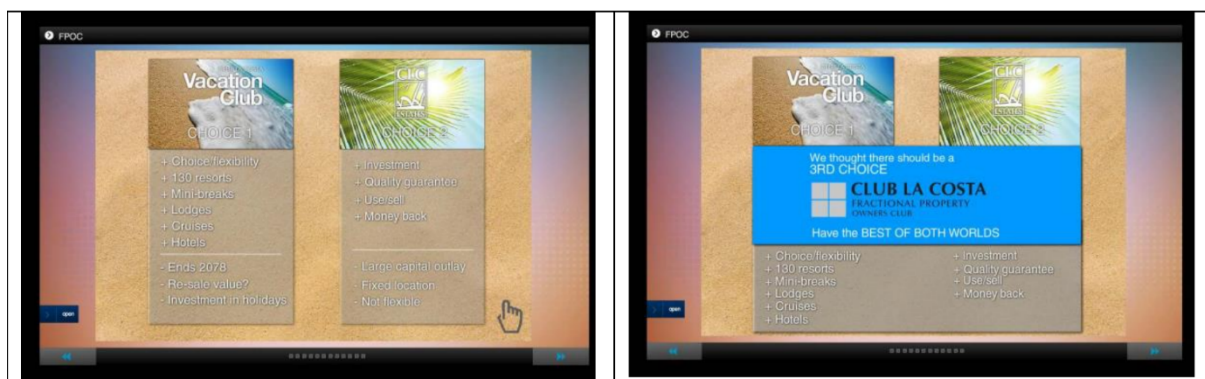 FPOC
Vacation
Club
CHOICE 1
+ Choice/flexibility
+ 130 resorts
+ Mini-breaks
+ Lodges
+ Cruises
+ Hotels
- Ends 2078
- Re-sale value?
- Investment in holidays
CLC
ESTATES
CHOICE 2
+ Investment
+ Quality guarantee
+ Use/sell
+ Money back
- Large capital outlay
- Fixed location
- Not flexible
open
FPOC
Vacation
Club
CHOICE 1
CLC
ESTATES
CHOICE 2
We thought there should be a
3RD CHOICE
CLUB LA COSTA
FRACTIONAL PROPERTY
OWNERS CLUB
Have the BEST OF BOTH WORLDS
+ Choice/flexibility
+ 130 resorts
+ Mini-breaks
+ Lodges
+ Cruises
+ Hotels
+ Investment
+ Quality guarantee
+ Use/sell
+ Money back
open